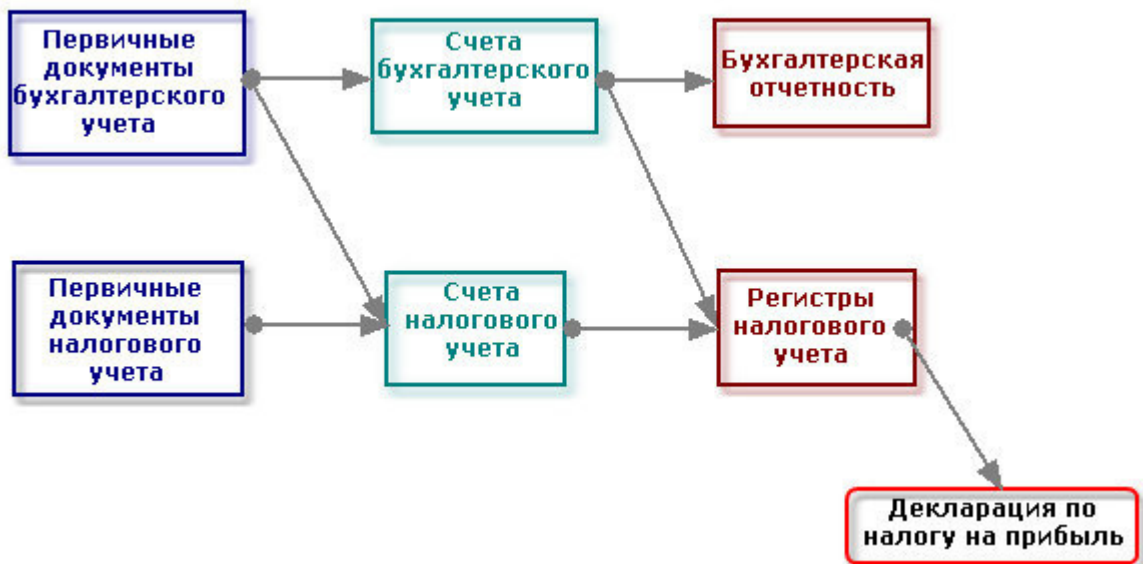 Первичные
документы
бухгалтерского
учета
Счета
бухгалтерского
учета
Бухгалтерская
отчетность
Первичные
документы
налогового
учета
Счета
налогового
учета
Регистры
налогового
учета
Декларация по
налогу на прибыль